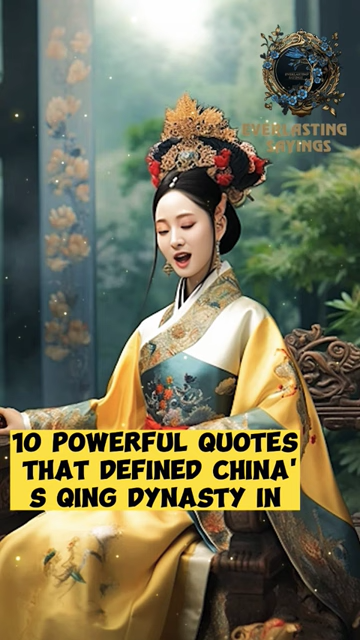 EVERLASTING
SAYINGS
10 POWERFUL QUOTES
THAT DEFINED CHINA'
S QING DYNASTY IN